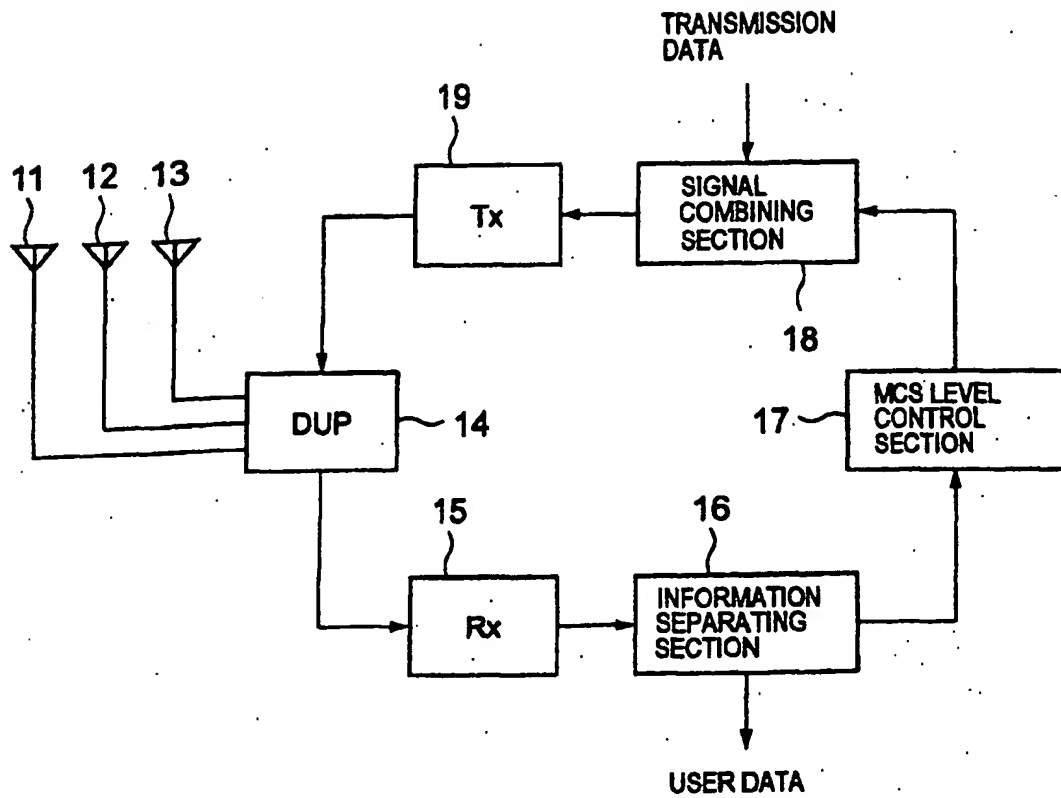 TRANSMISSION
DATA
19
11
12
13
Tx
SIGNAL
COMBINING
SECTION
18
DUP
14
17
MCS LEVEL
CONTROL
SECTION
15
16
Rx
INFORMATION
SEPARATING
SECTION
USER DATA